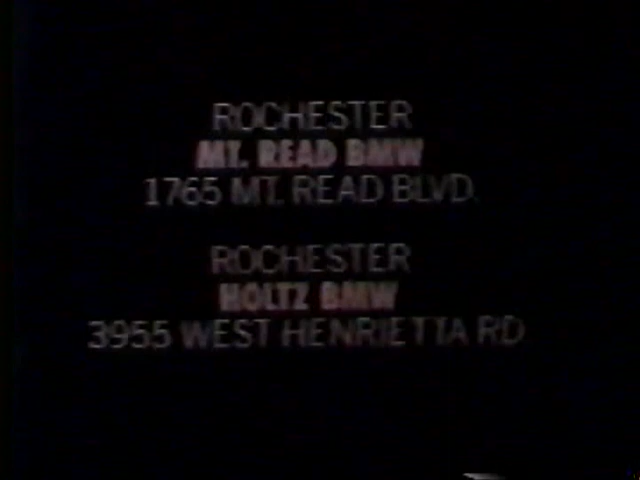 ROCHESTER
MT. READ BMW
1765 MT. READ BLVD.
ROCHESTER
HOLTZ BMW
3955 WEST HENRIETTA RD